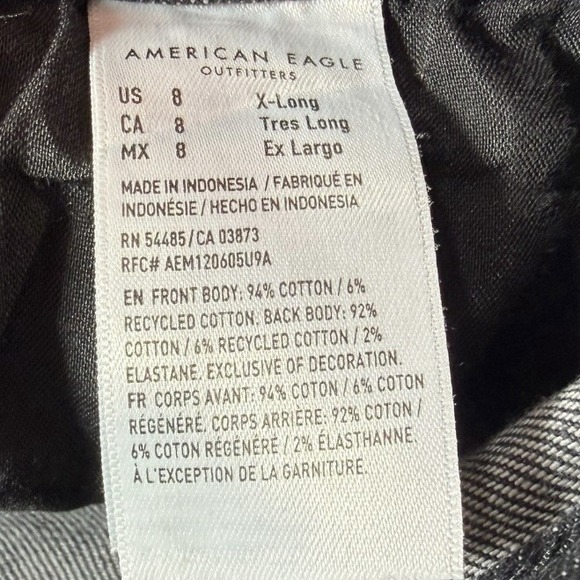 AMERICAN EAGLE
OUTFITTERS
US 8 X-Long
CA 8 Tres Long
MX 8 Ex Largo
MADE IN INDONESIA / FABRIQUÉ EN
INDONÉSIE / HECHO EN INDONESIA
RN 54485/CA 03873
RFC# AEM120605U9A
EN FRONT BODY: 94% COTTON / 6%
RECYCLED COTTON. BACK BODY: 92%
COTTON / 6% RECYCLED COTTON / 2%
ELASTANE. EXCLUSIVE OF DECORATION.
FR CORPS AVANT: 94% COTON / 6% COTON
RÉGÉNÉRÉ. CORPS ARRIÈRE: 92% COTON /
6% COTON RÉGÉNÉRÉ / 2% ÉLASTHANNE.
À L'EXCEPTION DE LA GARNITURE.